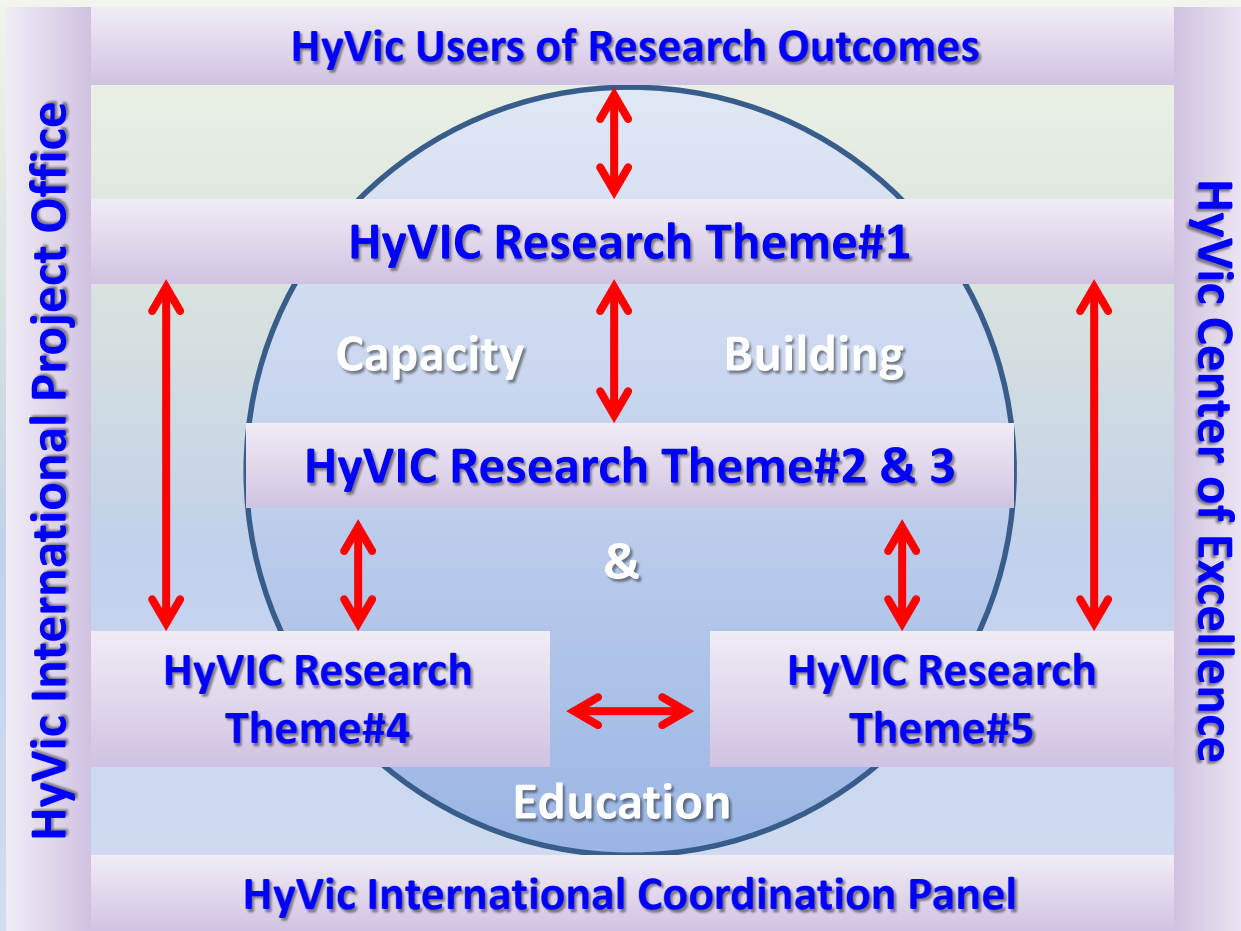 HyVic Users of Research Outcomes
HyVic International Project Office
HyVic Center of Excellence
HyVIC Research Theme#1
Capacity Building
HyVIC Research Theme#2 & 3
&
HyVIC Research
Theme#4
HyVIC Research
Theme#5
Education
HyVic International Coordination Panel